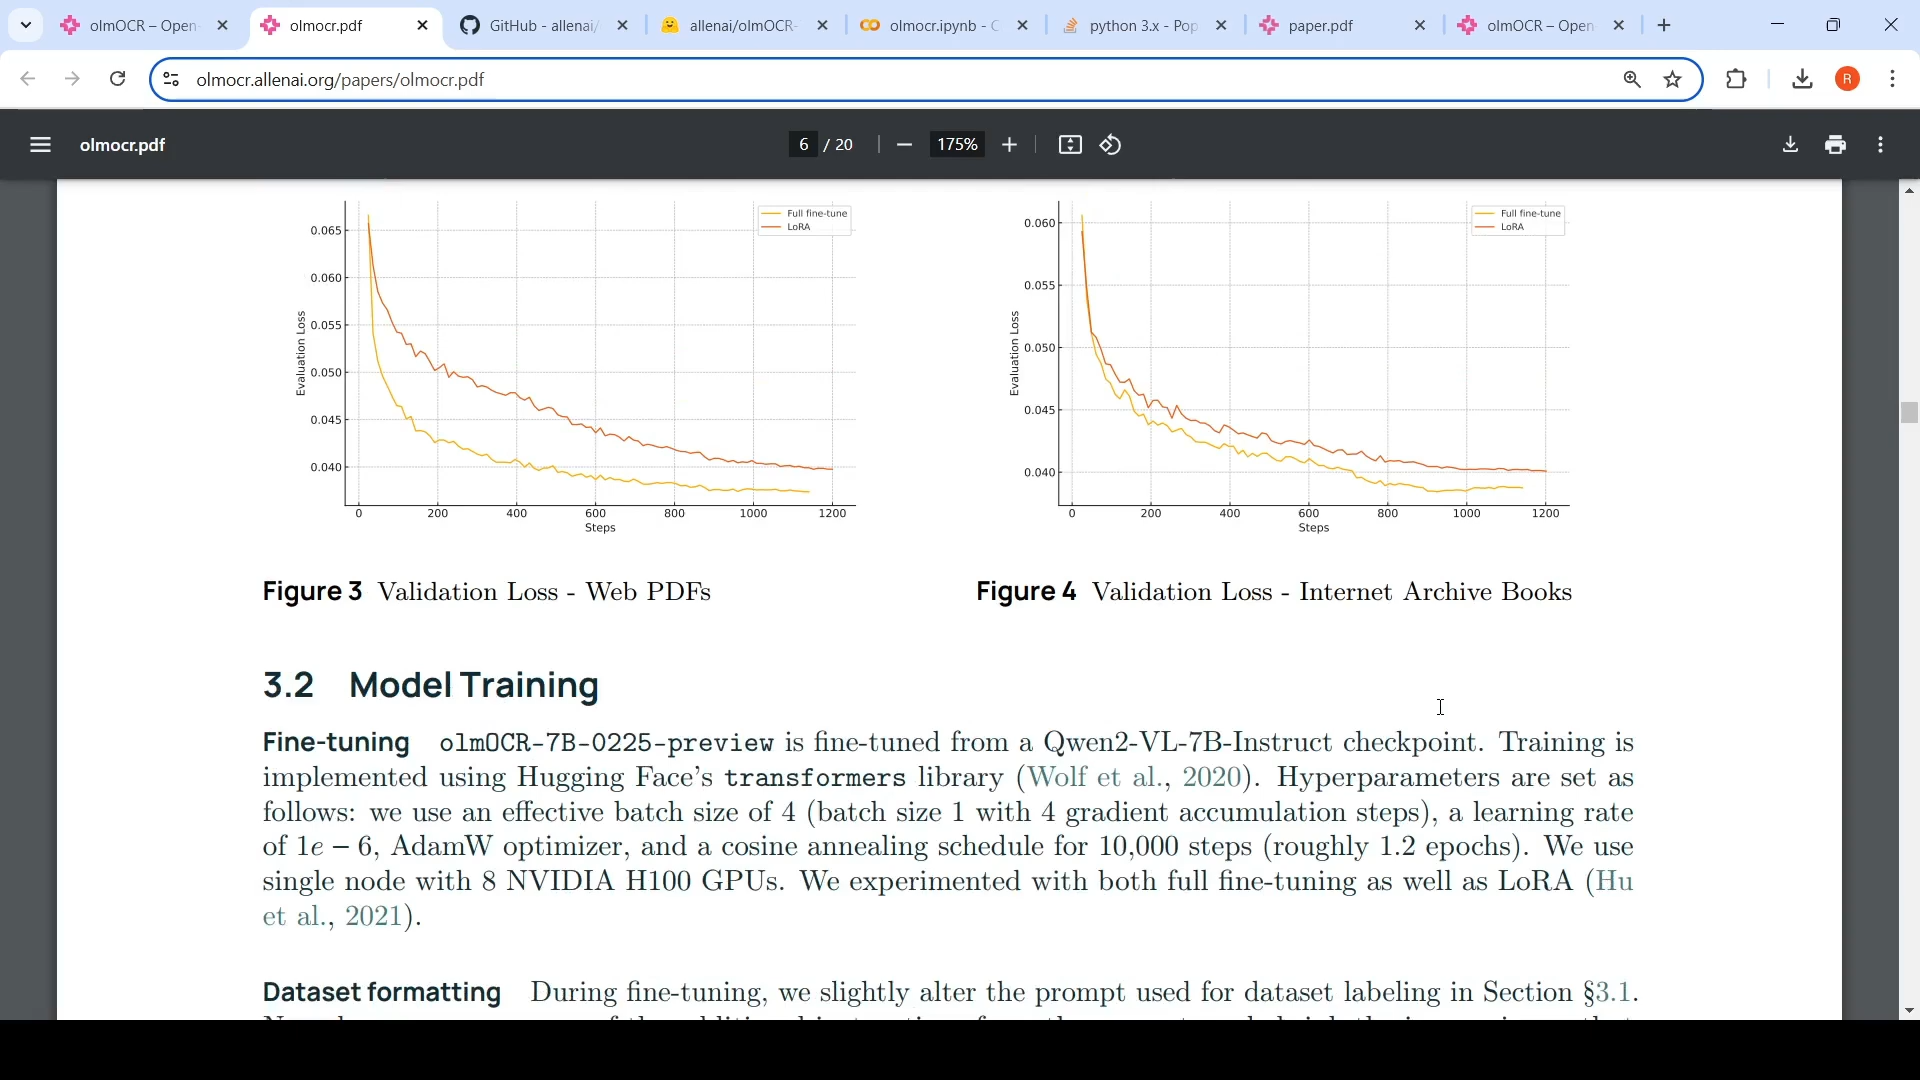 olmOCR – Open-
olmocr.pdf
GitHub - allenai/
allenai/olmOCR-
olmocr.ipynb - C
python 3.x - Pop
paper.pdf
olmOCR – Open-
olmocr.allenai.org/papers/olmocr.pdf
R
olmocr.pdf
6 / 20
175%
Full fine-tune
LoRA
0.065
0.060
0.055
0.050
0.045
0.040
Evaluation Loss
0
200
400
600
800
1000
1200
Steps
Full fine-tune
LoRA
0.060
0.055
0.050
0.045
0.040
Evaluation Loss
0
200
400
600
800
1000
1200
Steps
Figure 3 Validation Loss - Web PDFs
Figure 4 Validation Loss - Internet Archive Books
3.2 Model Training
Fine-tuning olmOCR-7B-0225-preview is fine-tuned from a Qwen2-VL-7B-Instruct checkpoint. Training is
implemented using Hugging Face's transformers library (Wolf et al., 2020). Hyperparameters are set as
follows: we use an effective batch size of 4 (batch size 1 with 4 gradient accumulation steps), a learning rate
of 1e − 6, AdamW optimizer, and a cosine annealing schedule for 10,000 steps (roughly 1.2 epochs). We use
single node with 8 NVIDIA H100 GPUs. We experimented with both full fine-tuning as well as LoRA (Hu
et al., 2021).
Dataset formatting During fine-tuning, we slightly alter the prompt used for dataset labeling in Section §3.1.